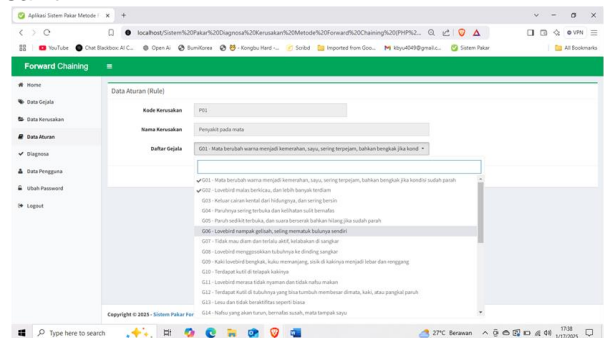 Aplikasi Sistem Pakar Metode
localhost/Sistem%20Pakar%20Diagnosa%20Kerusakan%20Metode%20Forward%20Chaining%20(PHP%2...
VPN
YouTube Chat Blackbox: AI C... Open Ai BumiKorea - Kongsu Hard -... Scribd Imported from Goo... kbyu4049@gmail.c... Sistem Pakar All Bookmarks
Forward Chaining
Home
Data Gejala
Data Kerusakan
Data Aturan
Diagnosa
Data Pengguna
Ubah Password
Logout
Data Aturan (Rule)
Kode Kerusakan P61
Nama Kerusakan Penyakit pada mata
Daftar Gejala G01 - Mata berubah warna menjadi kemerahan, sayu, sering terpejam, bahkan bengkak jika kond
G01 - Mata berubah warna menjadi kemerahan, sayu, sering terpejam, bahkan bengkak jika kondisi sudah parah
G02 - Lovebird malas berkicau, dan lebih banyak terdiam
G03 - Keluar cairan kental dari hidungnya, dan sering bersin
G04 - Paruhnya sering terbuka dan kelihatan sulit bernafas
G05 - Paruh sedikit terbuka, dan suara berserak bahkan hilang jika sudah parah
G06 - Lovebird nampak gelisah, seling mematuk bulunya sendiri
G07 - Tidak mau diam dan terlalu aktif, kelabakan di sangkar
G08 - Lovebird menggosokkan tubuhnya ke dinding sangkar
G09 - Kaki lovebird bengkak, kuku memanjang, sisik di kakinya menjadi lebar dan renggang
G10 - Terdapat kutil di telapak kakinya
G11 - Lovebird merasa tidak nyaman dan tidak nafsu makan
G12 - Terdapat kutil di tubuhnya yang bisa tumbuh membesar dimata, kaki, atau pangkal paruh
G13 - Lesu dan tidak beraktifitas seperti biasa
G14 - Nafsu yang akan turun, bernafas susah, mata tampak sayu
Copyright © 2025 - Sistem Pakar For
Type here to search
27°C Berawan
17:38
1/17/2025